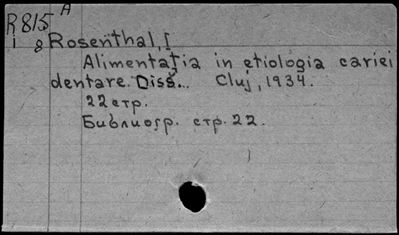 R815 A
1 8 Rosenthal, I
Alimentaţia in etiologia cariei
dentare. Diss... Cluj, 1934.
22 стр.
Библиогр. стр. 22.